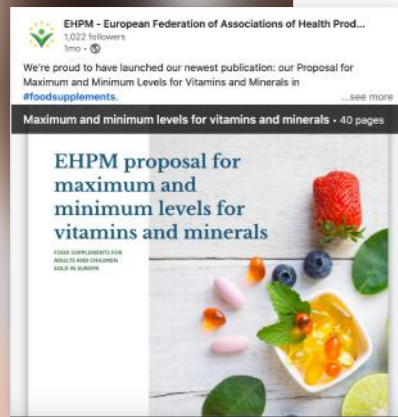 EHPM - European Federation of Associations of Health Prod...
1,022 followers
1mo •
We're proud to have launched our newest publication: our Proposal for
Maximum and Minimum Levels for Vitamins and Minerals in
#foodsupplements.
...see more
Maximum and minimum levels for vitamins and minerals • 40 pages
EHPM proposal for
maximum and
minimum levels for
vitamins and minerals
FOOD SUPPLEMENTS FOR
ADULTS AND CHILDREN
SOLD IN EUROPE